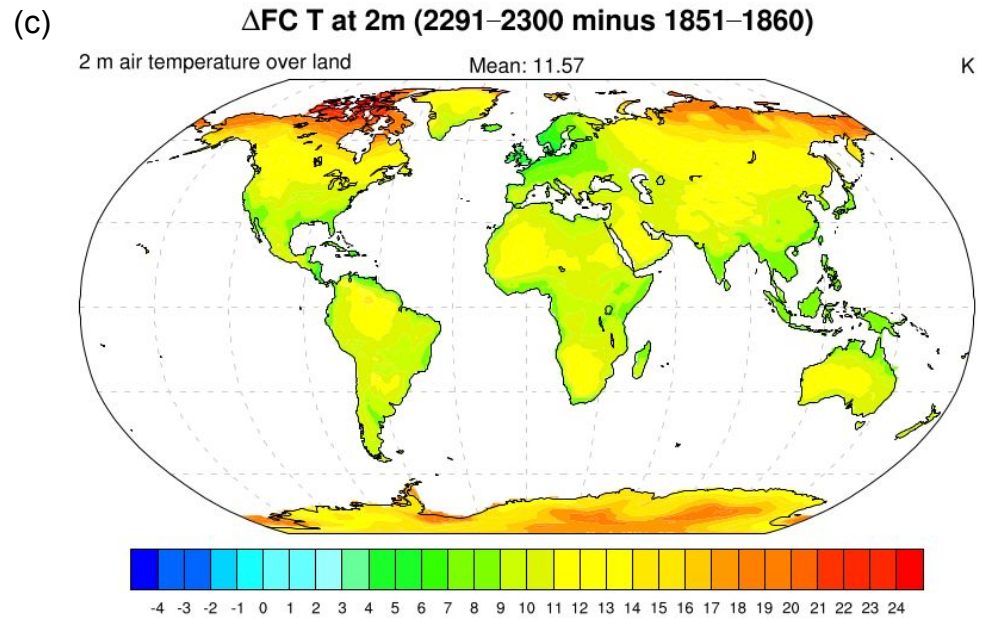 (c)
ΔFC T at 2m (2291–2300 minus 1851–1860)
2 m air temperature over land Mean: 11.57 K
-4 -3 -2 -1 0 1 2 3 4 5 6 7 8 9 10 11 12 13 14 15 16 17 18 19 20 21 22 23 24